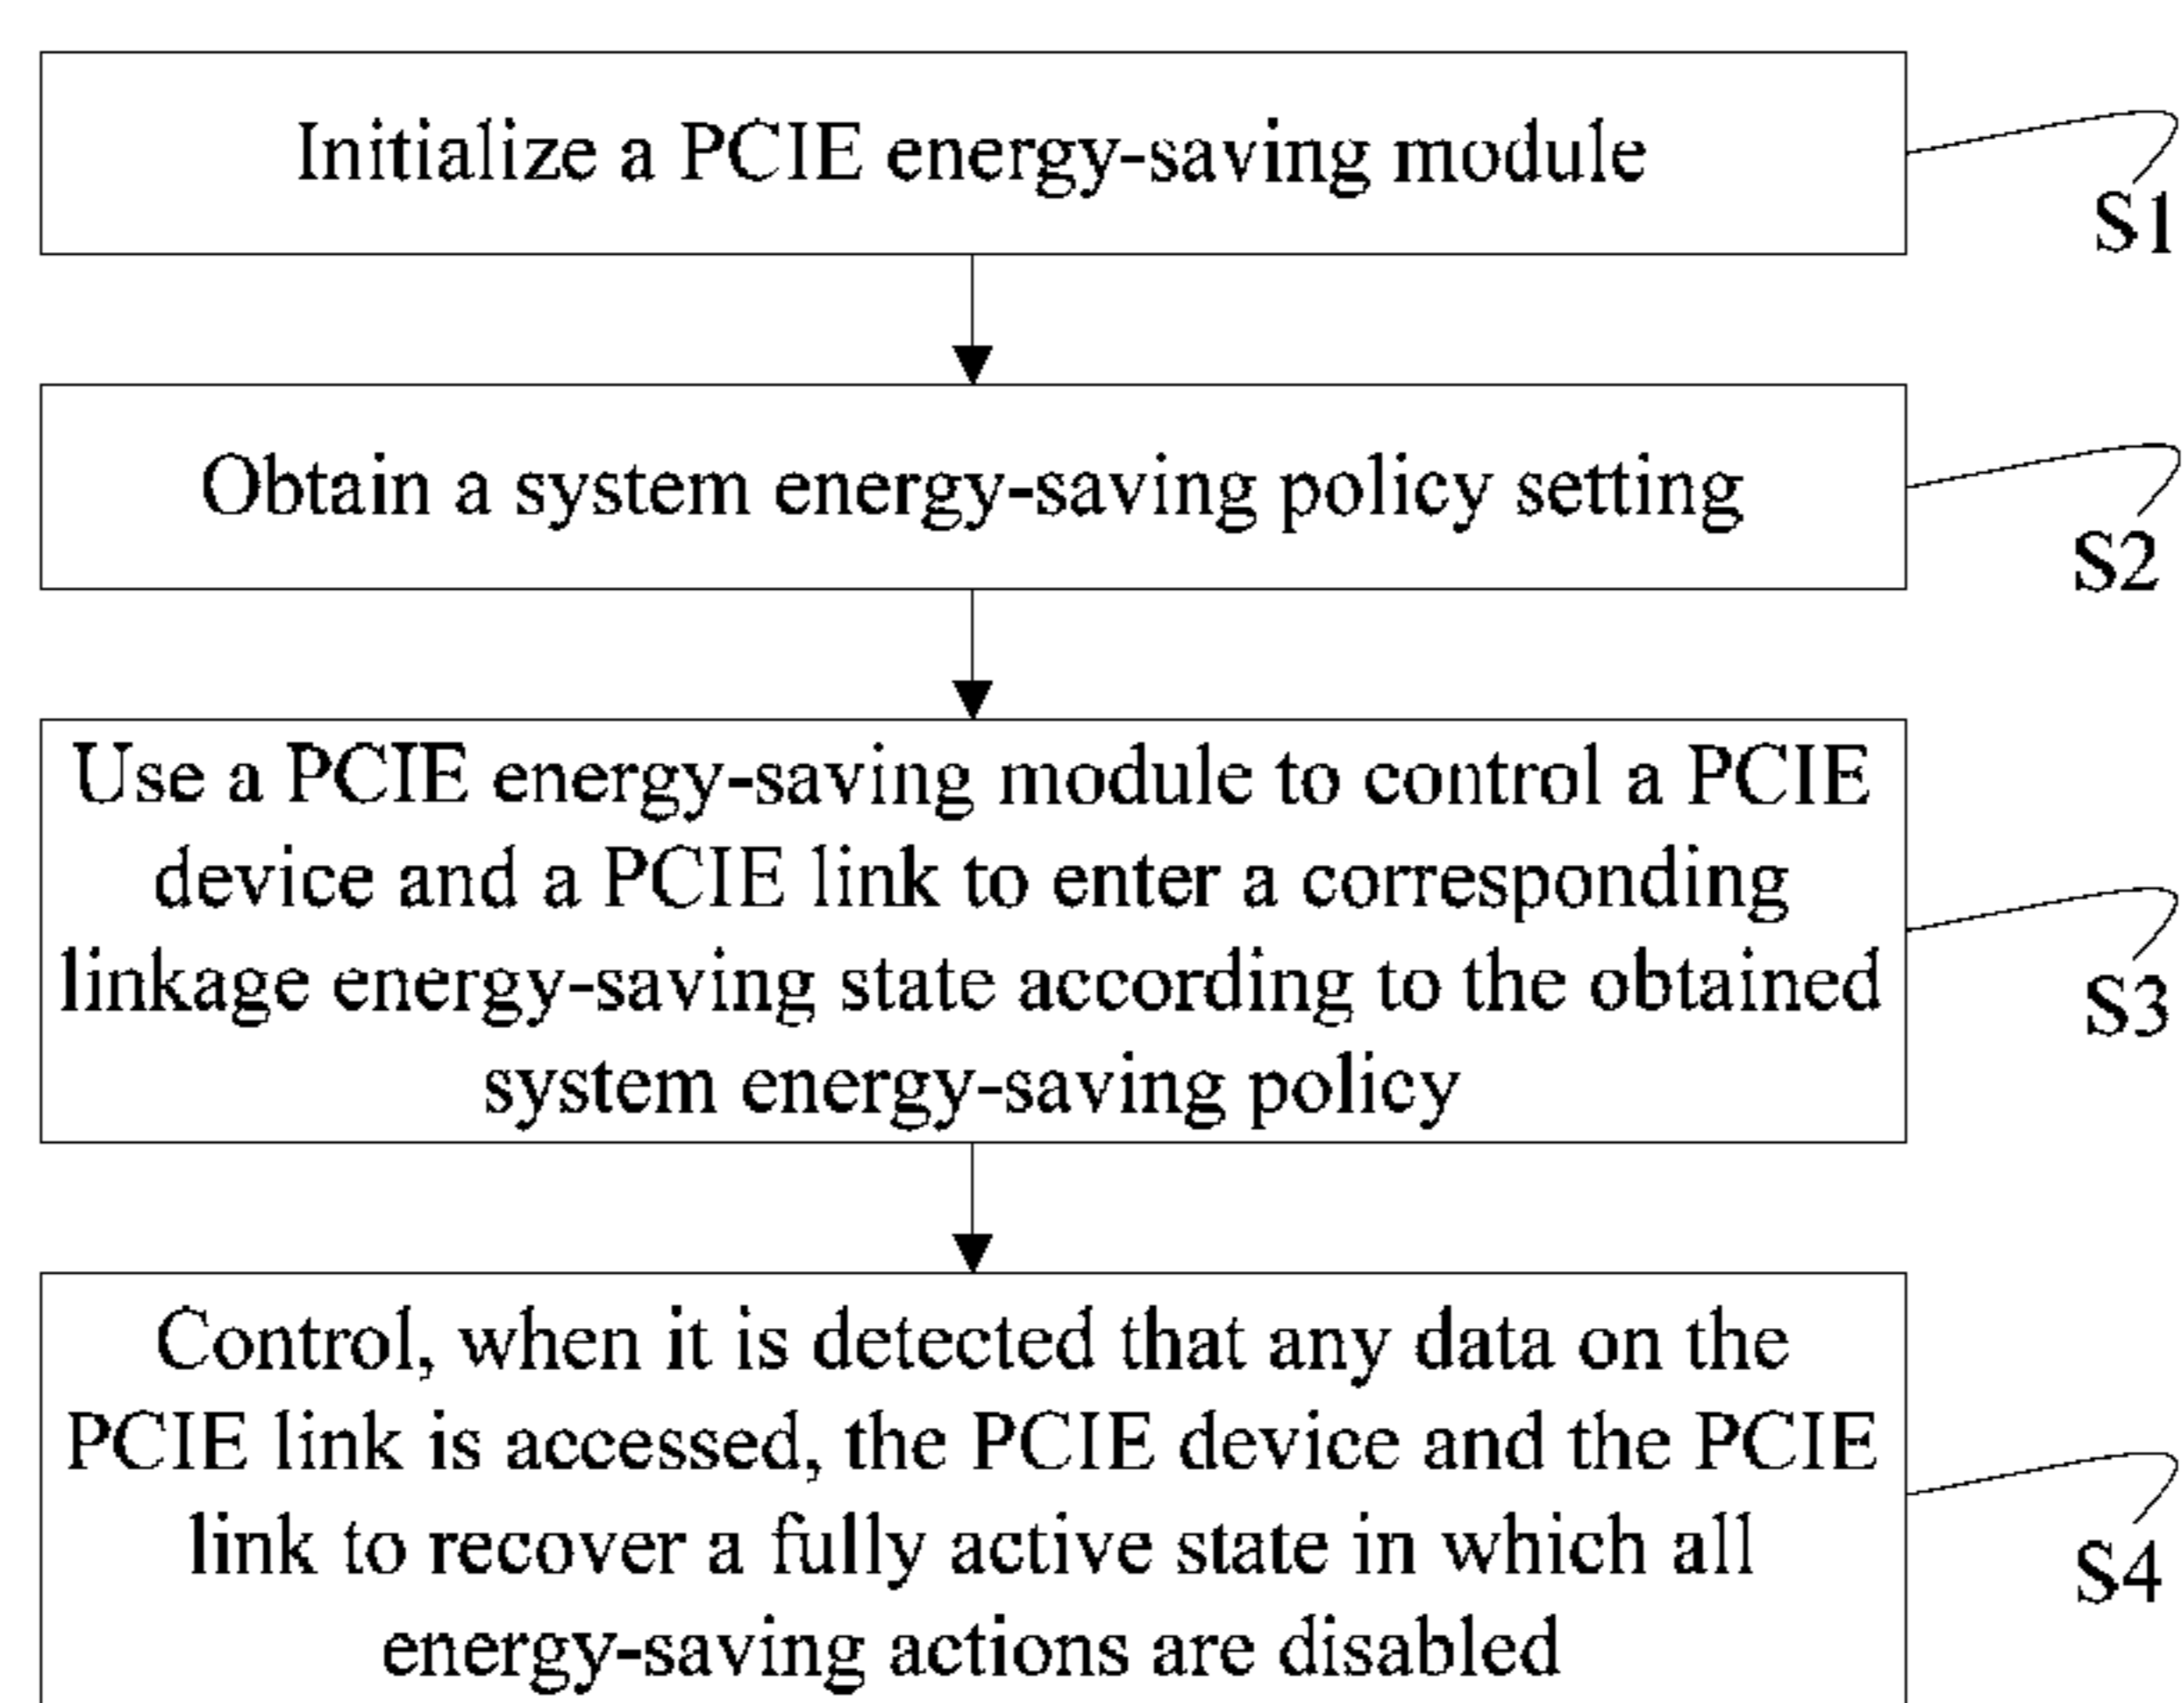 Initialize a PCIE energy-saving module
S1
Obtain a system energy-saving policy setting
S2
Use a PCIE energy-saving module to control a PCIE
device and a PCIE link to enter a corresponding
linkage energy-saving state according to the obtained
system energy-saving policy
S3
Control, when it is detected that any data on the
PCIE link is accessed, the PCIE device and the PCIE
link to recover a fully active state in which all
energy-saving actions are disabled
S4